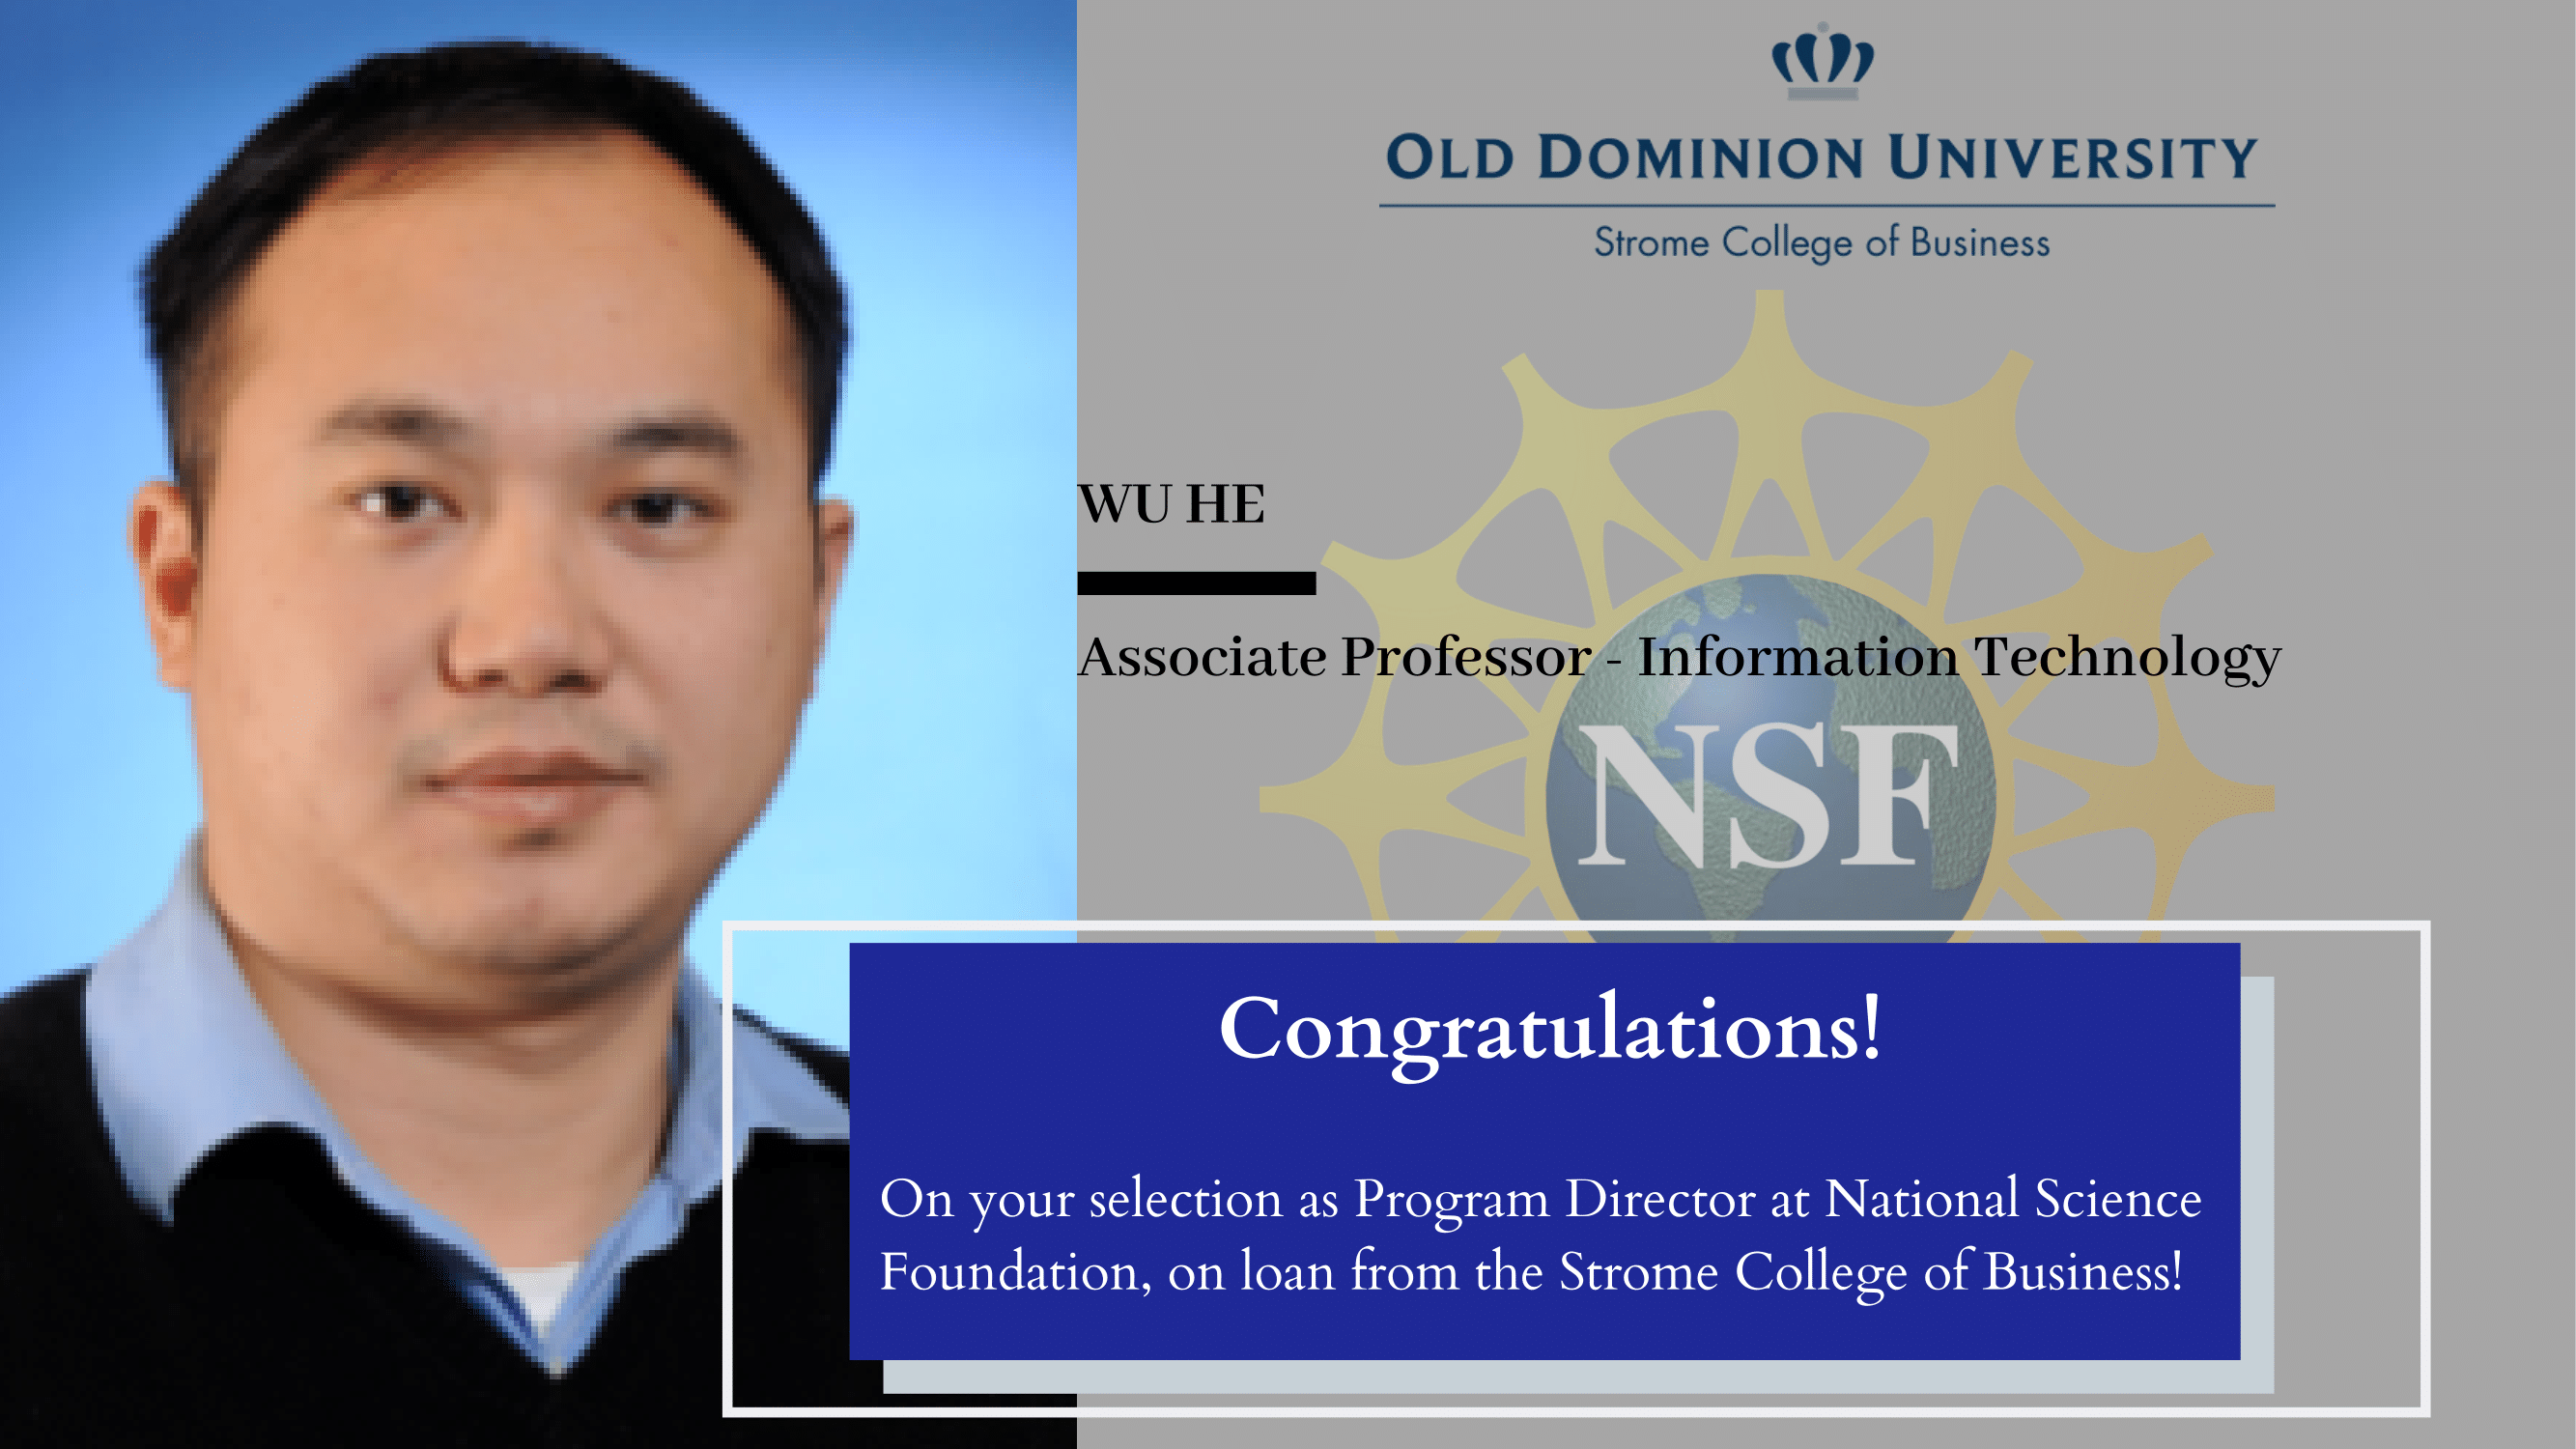 OLD DOMINION UNIVERSITY
Strome College of Business
WU HE
Associate Professor - Information Technology
NSF
Congratulations!
On your selection as Program Director at National Science
Foundation, on loan from the Strome College of Business!